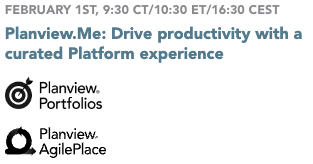 FEBRUARY 1ST, 9:30 CT/10:30 ET/16:30 CEST
Planview.Me: Drive productivity with a
curated Platform experience
Planview®
Portfolios
Planview®
AgilePlace